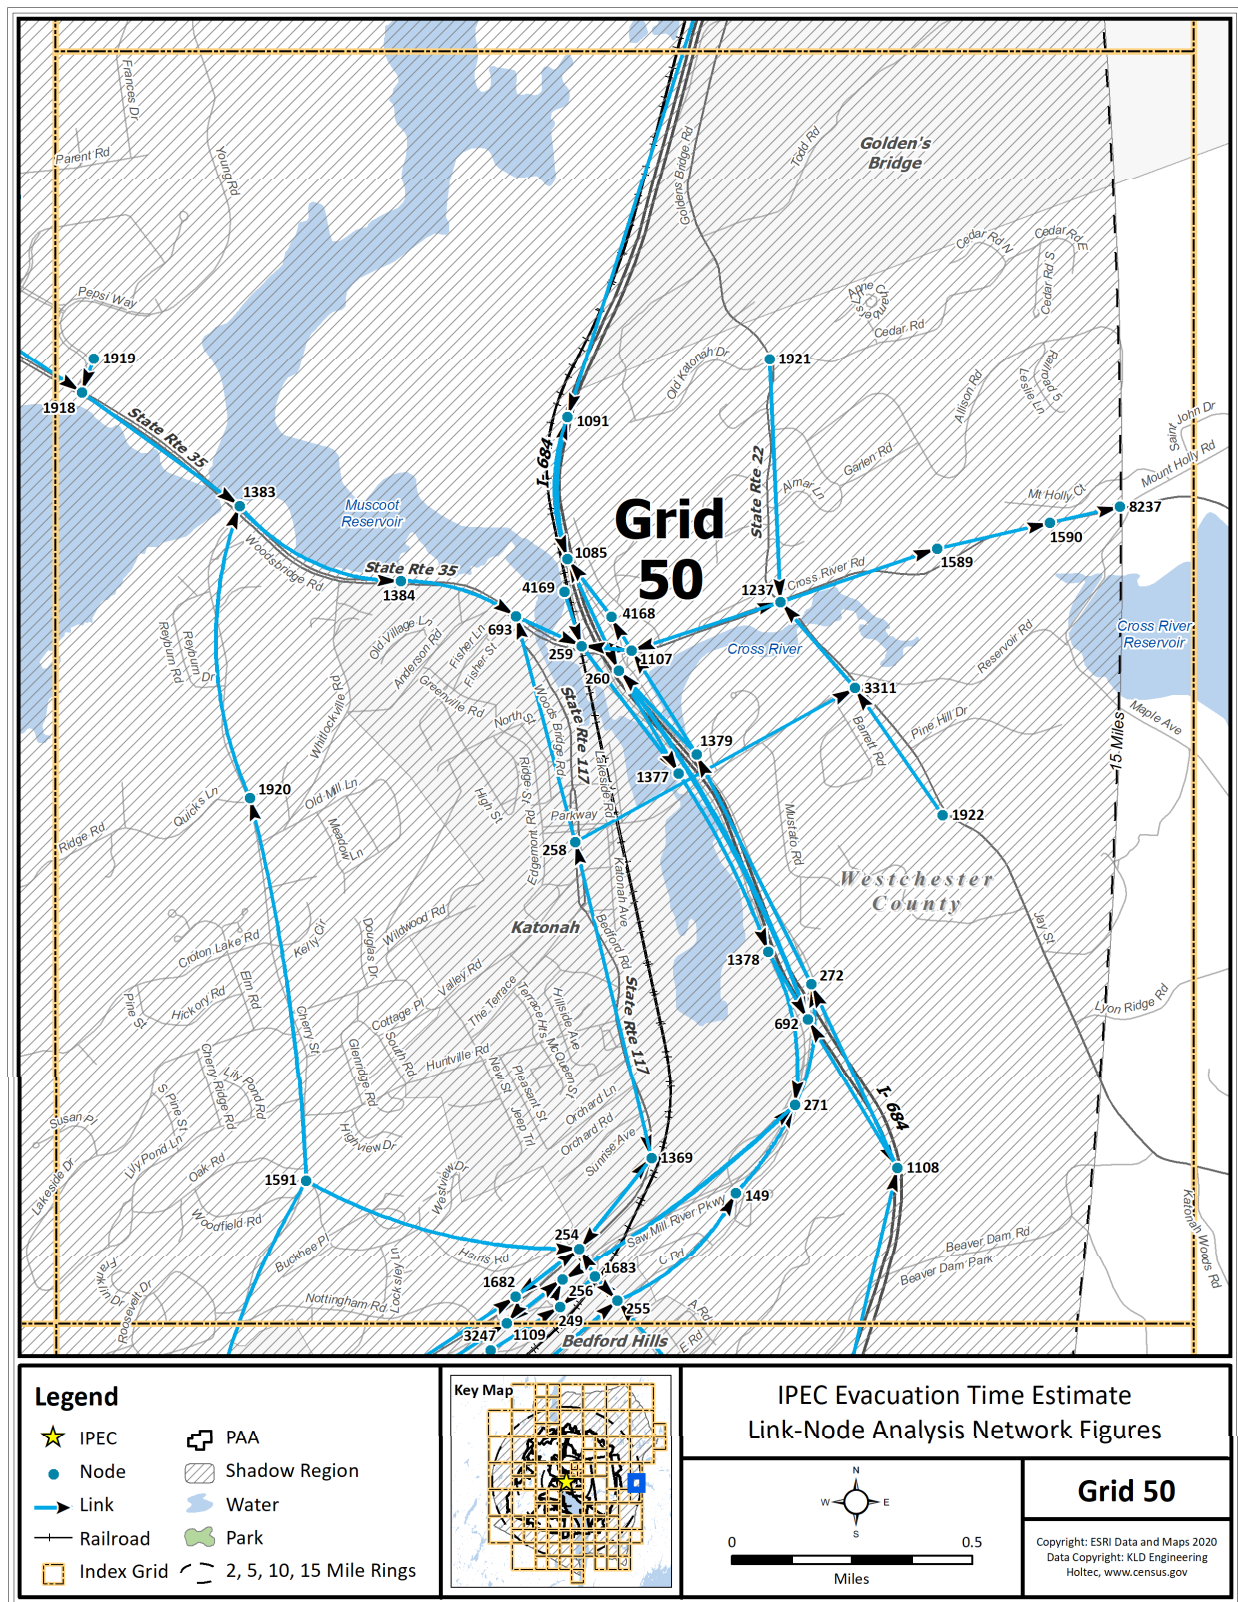 Frances Dr
Parent Rd
Young Rd
Goldens Bridge Rd
Todd Rd
Golden's
Bridge
Cedar Rd N
Cedar Rd E
Cedar Rd S
Anne Chambers Ln
Cedar Rd
Pepsi Way
1919
1918
State Rte 35
Old Katonah Dr
1921
Railroad 5
Leslie Ln
Allison Rd
1091
I- 684
State Rte 22
Garlen Rd
Almar Ln
Saint John Dr
Mount Holly Rd
Mt Holly Ct
8237
1590
1589
1383
Muscoot
Reservoir
Grid
50
Woodsbridge Rd
State Rte 35
1384
1085
4169
4168
1237
Cross River Rd
693
259
1107
260
Cross River
Cross River
Reservoir
Reservoir Rd
Reyburn Rd
Reyburn Dr
Old Village Ln
Anderson Rd
Fisher Ln
Fisher St
Greenville Rd
Whitlockville Rd
North St
Woods Bridge Rd
State Rte 117
Lakeside Rd
3311
Barrett Rd
Pine Hill Dr
Maple Ave
15 Miles
1379
1377
1920
Quicks Ln
Old Mill Ln
Ridge Rd
Meadow Ln
High St
Ridge St
Edgemont Rd
Parkway
258
Katonah Ave
Mustato Rd
1922
Westchester
County
Jay St
Katonah
Bedford Rd
Croton Lake Rd
Kelly Cir
Douglas Dr
Wildwood Rd
Valley Rd
Elm Rd
Hickory Rd
Pine St
Cherry St
Cottage Pl
The Terrace
Terrace Hts
Hillside Ave
McQueen St
State Rte 117
1378
272
692
Lyon Ridge Rd
Glenridge Rd
South Rd
Huntville Rd
New St
Pleasant St
Jeep Trl
Orchard Ln
Orchard Rd
Sunrise Ave
Cherry Ridge Rd
Lily Pond Rd
S Pine St
Susan Pl
Lily Pond Ln
Highview Dr
Oak Rd
Lakeside Dr
I- 684
271
1369
1108
1591
Westview Dr
149
Saw Mill River Pkwy
Katonah Woods Rd
Woodfield Rd
Buckhee Pl
Harris Rd
254
C Rd
Beaver Dam Rd
Beaver Dam Park
Franklin Dr
Roosevelt Dr
Nottingham Rd
Locksley Ln
1682
1683
256
255
A Rd
249
3247
1109
Bedford Hills
E Rd
Legend
IPEC
Node
Link
Railroad
Index Grid
PAA
Shadow Region
Water
Park
2, 5, 10, 15 Mile Rings
Key Map
IPEC Evacuation Time Estimate
Link-Node Analysis Network Figures
N
W
E
S
0
0.5
Miles
Grid 50
Copyright: ESRI Data and Maps 2020
Data Copyright: KLD Engineering
Holtec, www.census.gov